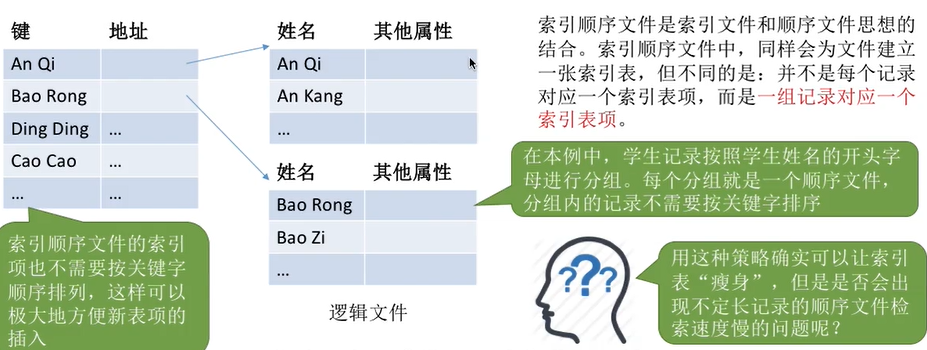 键 地址
An Qi
Bao Rong
Ding Ding ...
Cao Cao ...
... ...
索引顺序文件的索引
项也不需要按关键字
顺序排列，这样可以
极大地方便新表项的
插入
姓名 其他属性
An Qi
An Kang
...
姓名 其他属性
Bao Rong
Bao Zi
...
逻辑文件
索引顺序文件是索引文件和顺序文件思想的
结合。索引顺序文件中，同样会为文件建立
一张索引表，但不同的是：并不是每个记录
对应一个索引表项，而是一组记录对应一个
索引表项。
在本例中，学生记录按照学生姓名的开头字
母进行分组。每个分组就是一个顺序文件，
分组内的记录不需要按关键字排序
???
用这种策略确实可以让索引
表“瘦身”，但是是否会出
现不定长记录的顺序文件检
索速度慢的问题呢？